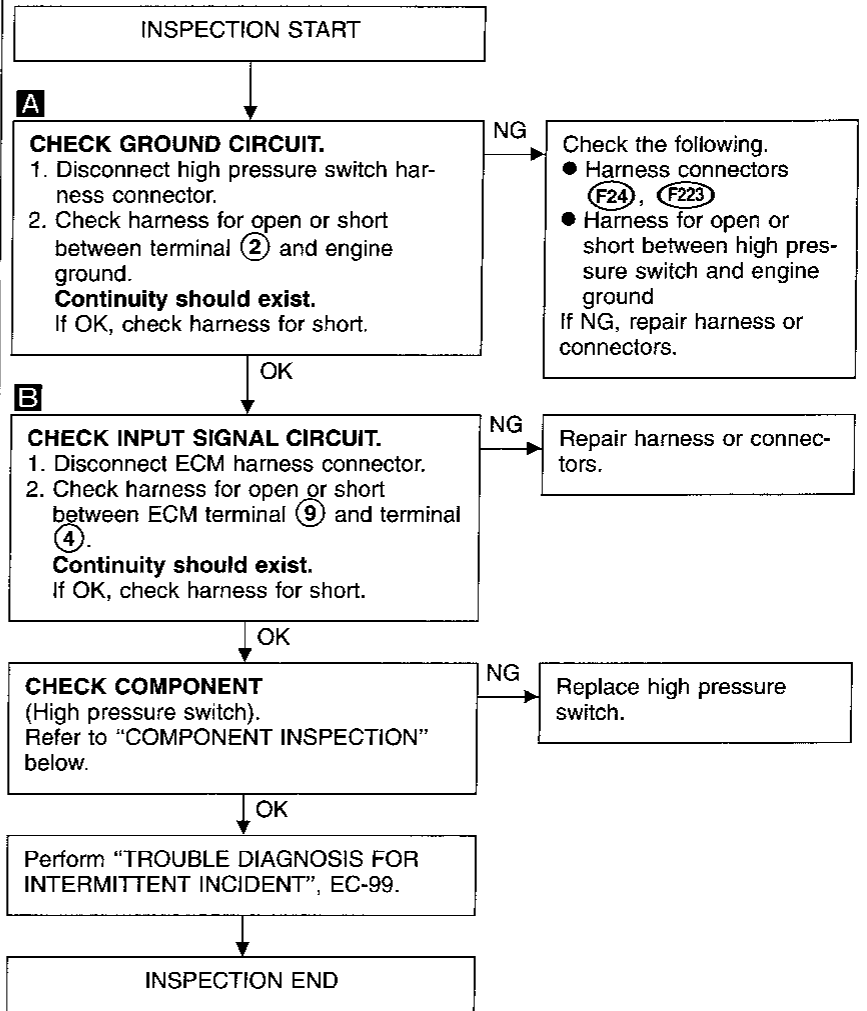 INSPECTION START
A
CHECK GROUND CIRCUIT.
1. Disconnect high pressure switch har-
ness connector.
2. Check harness for open or short
between terminal ② and engine
ground.
Continuity should exist.
If OK, check harness for short.
NG
Check the following.
● Harness connectors
F24, F223
● Harness for open or
short between high pres-
sure switch and engine
ground
If NG, repair harness or
connectors.
OK
B
CHECK INPUT SIGNAL CIRCUIT.
1. Disconnect ECM harness connector.
2. Check harness for open or short
between ECM terminal ⑨ and terminal
④.
Continuity should exist.
If OK, check harness for short.
NG
Repair harness or connec-
tors.
OK
CHECK COMPONENT
(High pressure switch).
Refer to “COMPONENT INSPECTION”
below.
NG
Replace high pressure
switch.
OK
Perform “TROUBLE DIAGNOSIS FOR
INTERMITTENT INCIDENT”, EC-99.
INSPECTION END